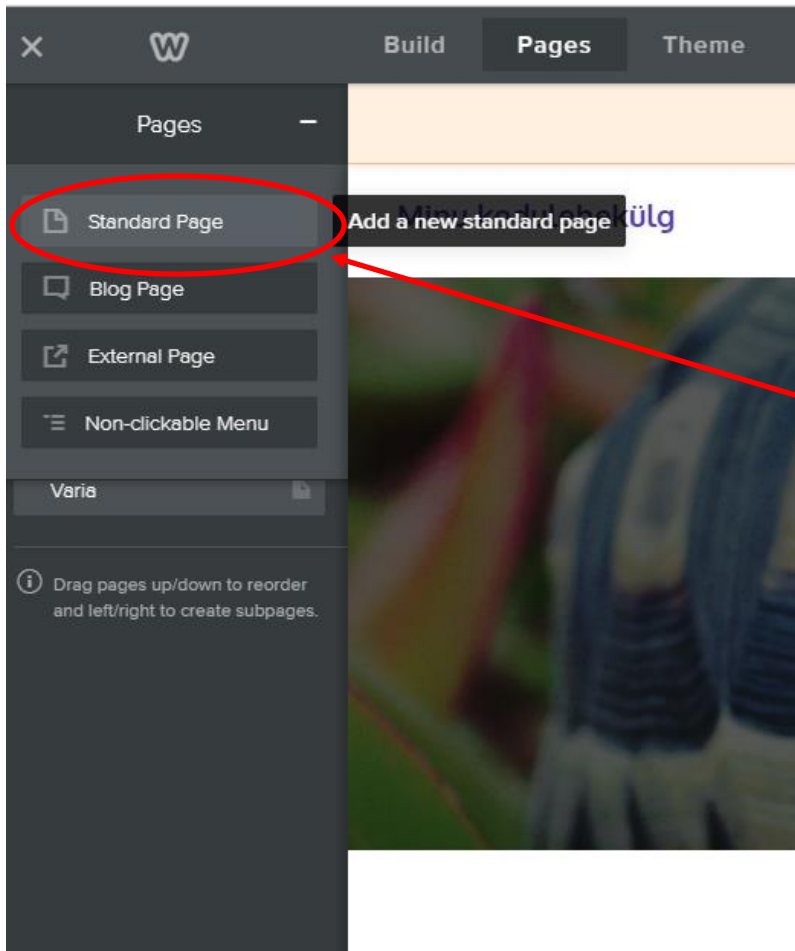 Build Pages Theme
Pages
Standard Page
Add a new standard page
ülg
Blog Page
External Page
Non-clickable Menu
Varia
Drag pages up/down to reorder
and left/right to create subpages.